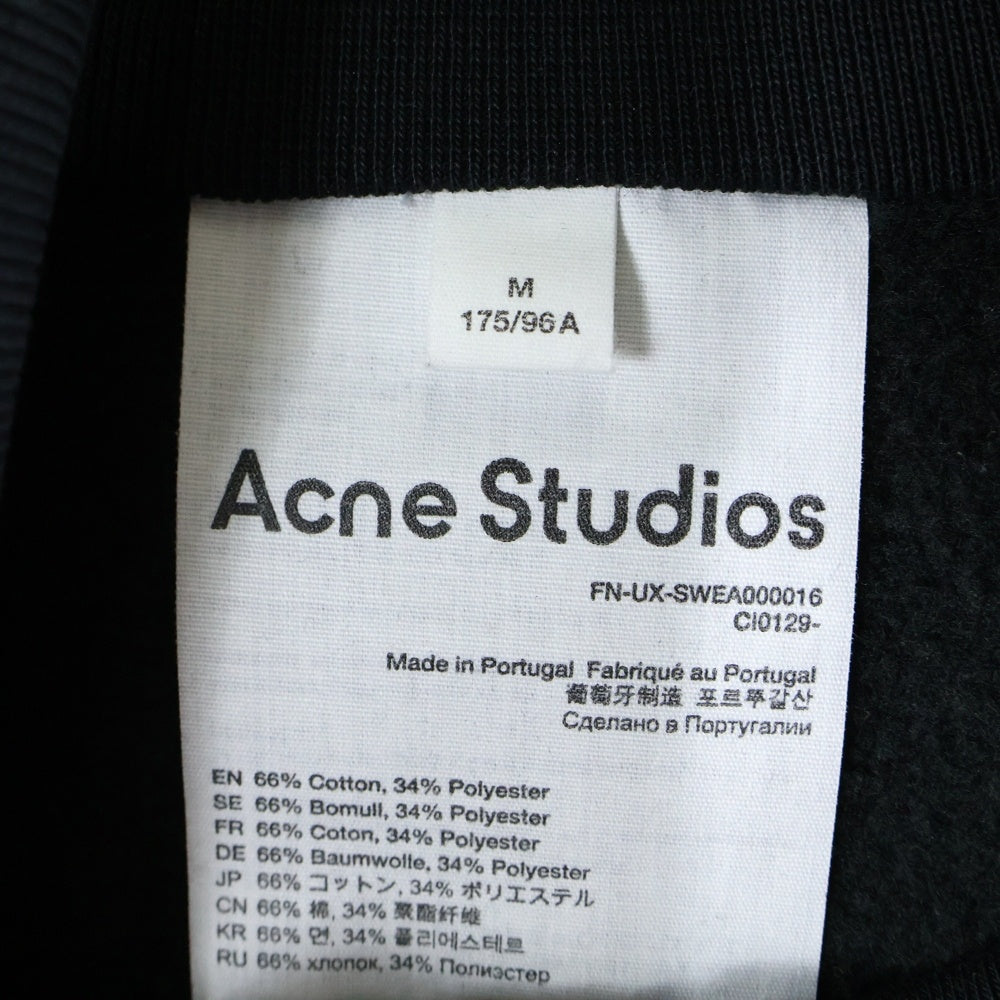 M
175/96A
Acne Studios
FN-UX-SWEA000016
CI0129-
Made in Portugal Fabriqué au Portugal
葡萄牙制造 포르뚜갈산
Сделано в Португалии
EN 66% Cotton, 34% Polyester
SE 66% Bomull, 34% Polyester
FR 66% Coton, 34% Polyester
DE 66% Baumwolle, 34% Polyester
JP 66% コットン, 34% ポリエステル
CN 66% 棉, 34% 聚酯纤维
KR 66% 면, 34% 폴리에스테르
RU 66% хлопок, 34% Полиэстер